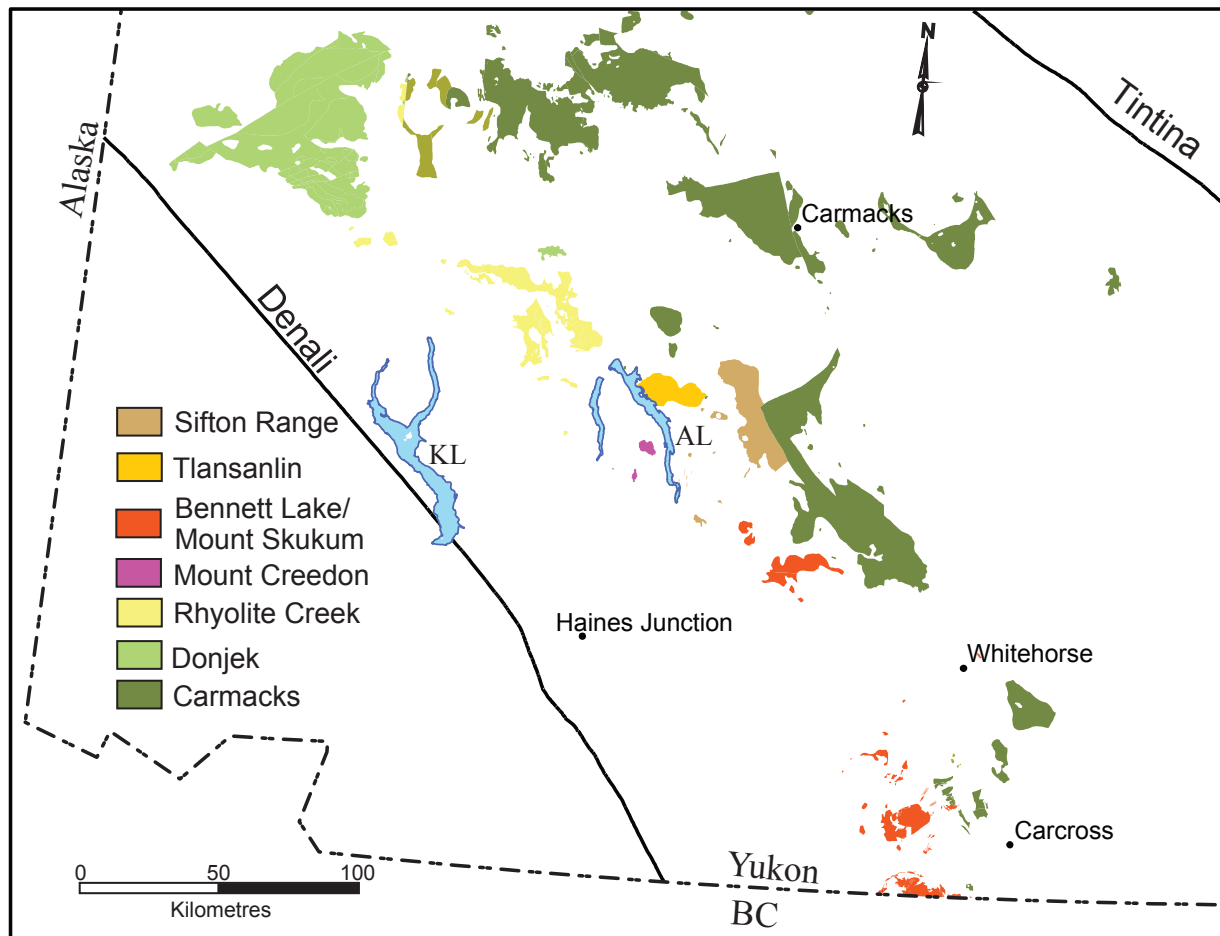 N
Tintina
Alaska
Carmacks
Denali
KL
AL
Sifton Range
Tlansanlin
Bennett Lake/
Mount Skukum
Mount Creedon
Rhyolite Creek
Donjek
Carmacks
Haines Junction
Whitehorse
Carcross
0 50 100
Kilometres
Yukon
BC